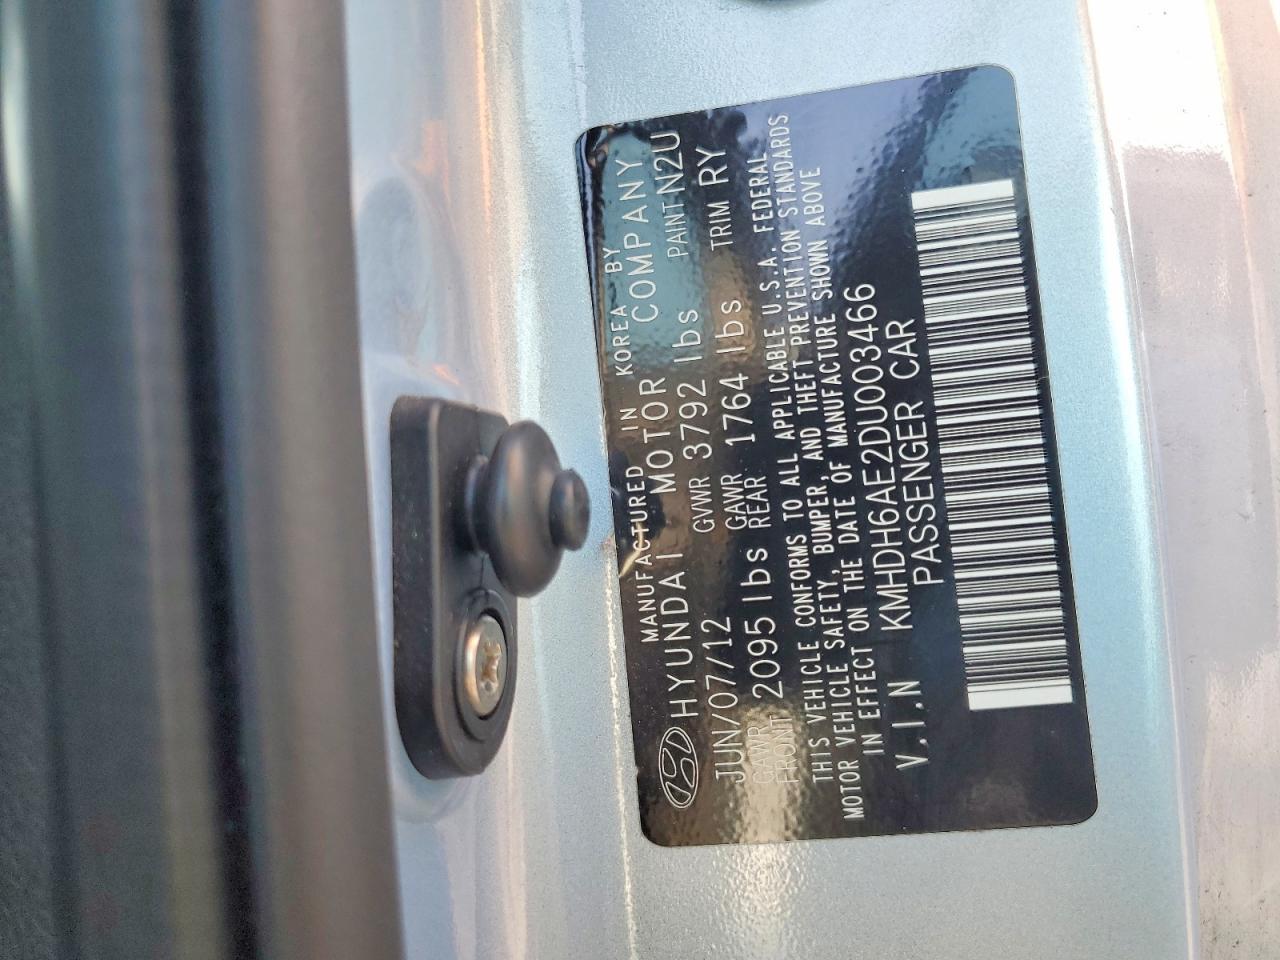 MANUFACTURED IN KOREA BY
HYUNDAI MOTOR COMPANY
JUN/07/12 GVWR 3792 lbs PAINT N2U
GAWR FRONT 2095 lbs GAWR REAR 1764 lbs TRIM RY
THIS VEHICLE CONFORMS TO ALL APPLICABLE U.S.A. FEDERAL
MOTOR VEHICLE SAFETY, BUMPER, AND THEFT PREVENTION STANDARDS
IN EFFECT ON THE DATE OF MANUFACTURE SHOWN ABOVE
V.I.N KMHDH6AE2DU003466
PASSENGER CAR